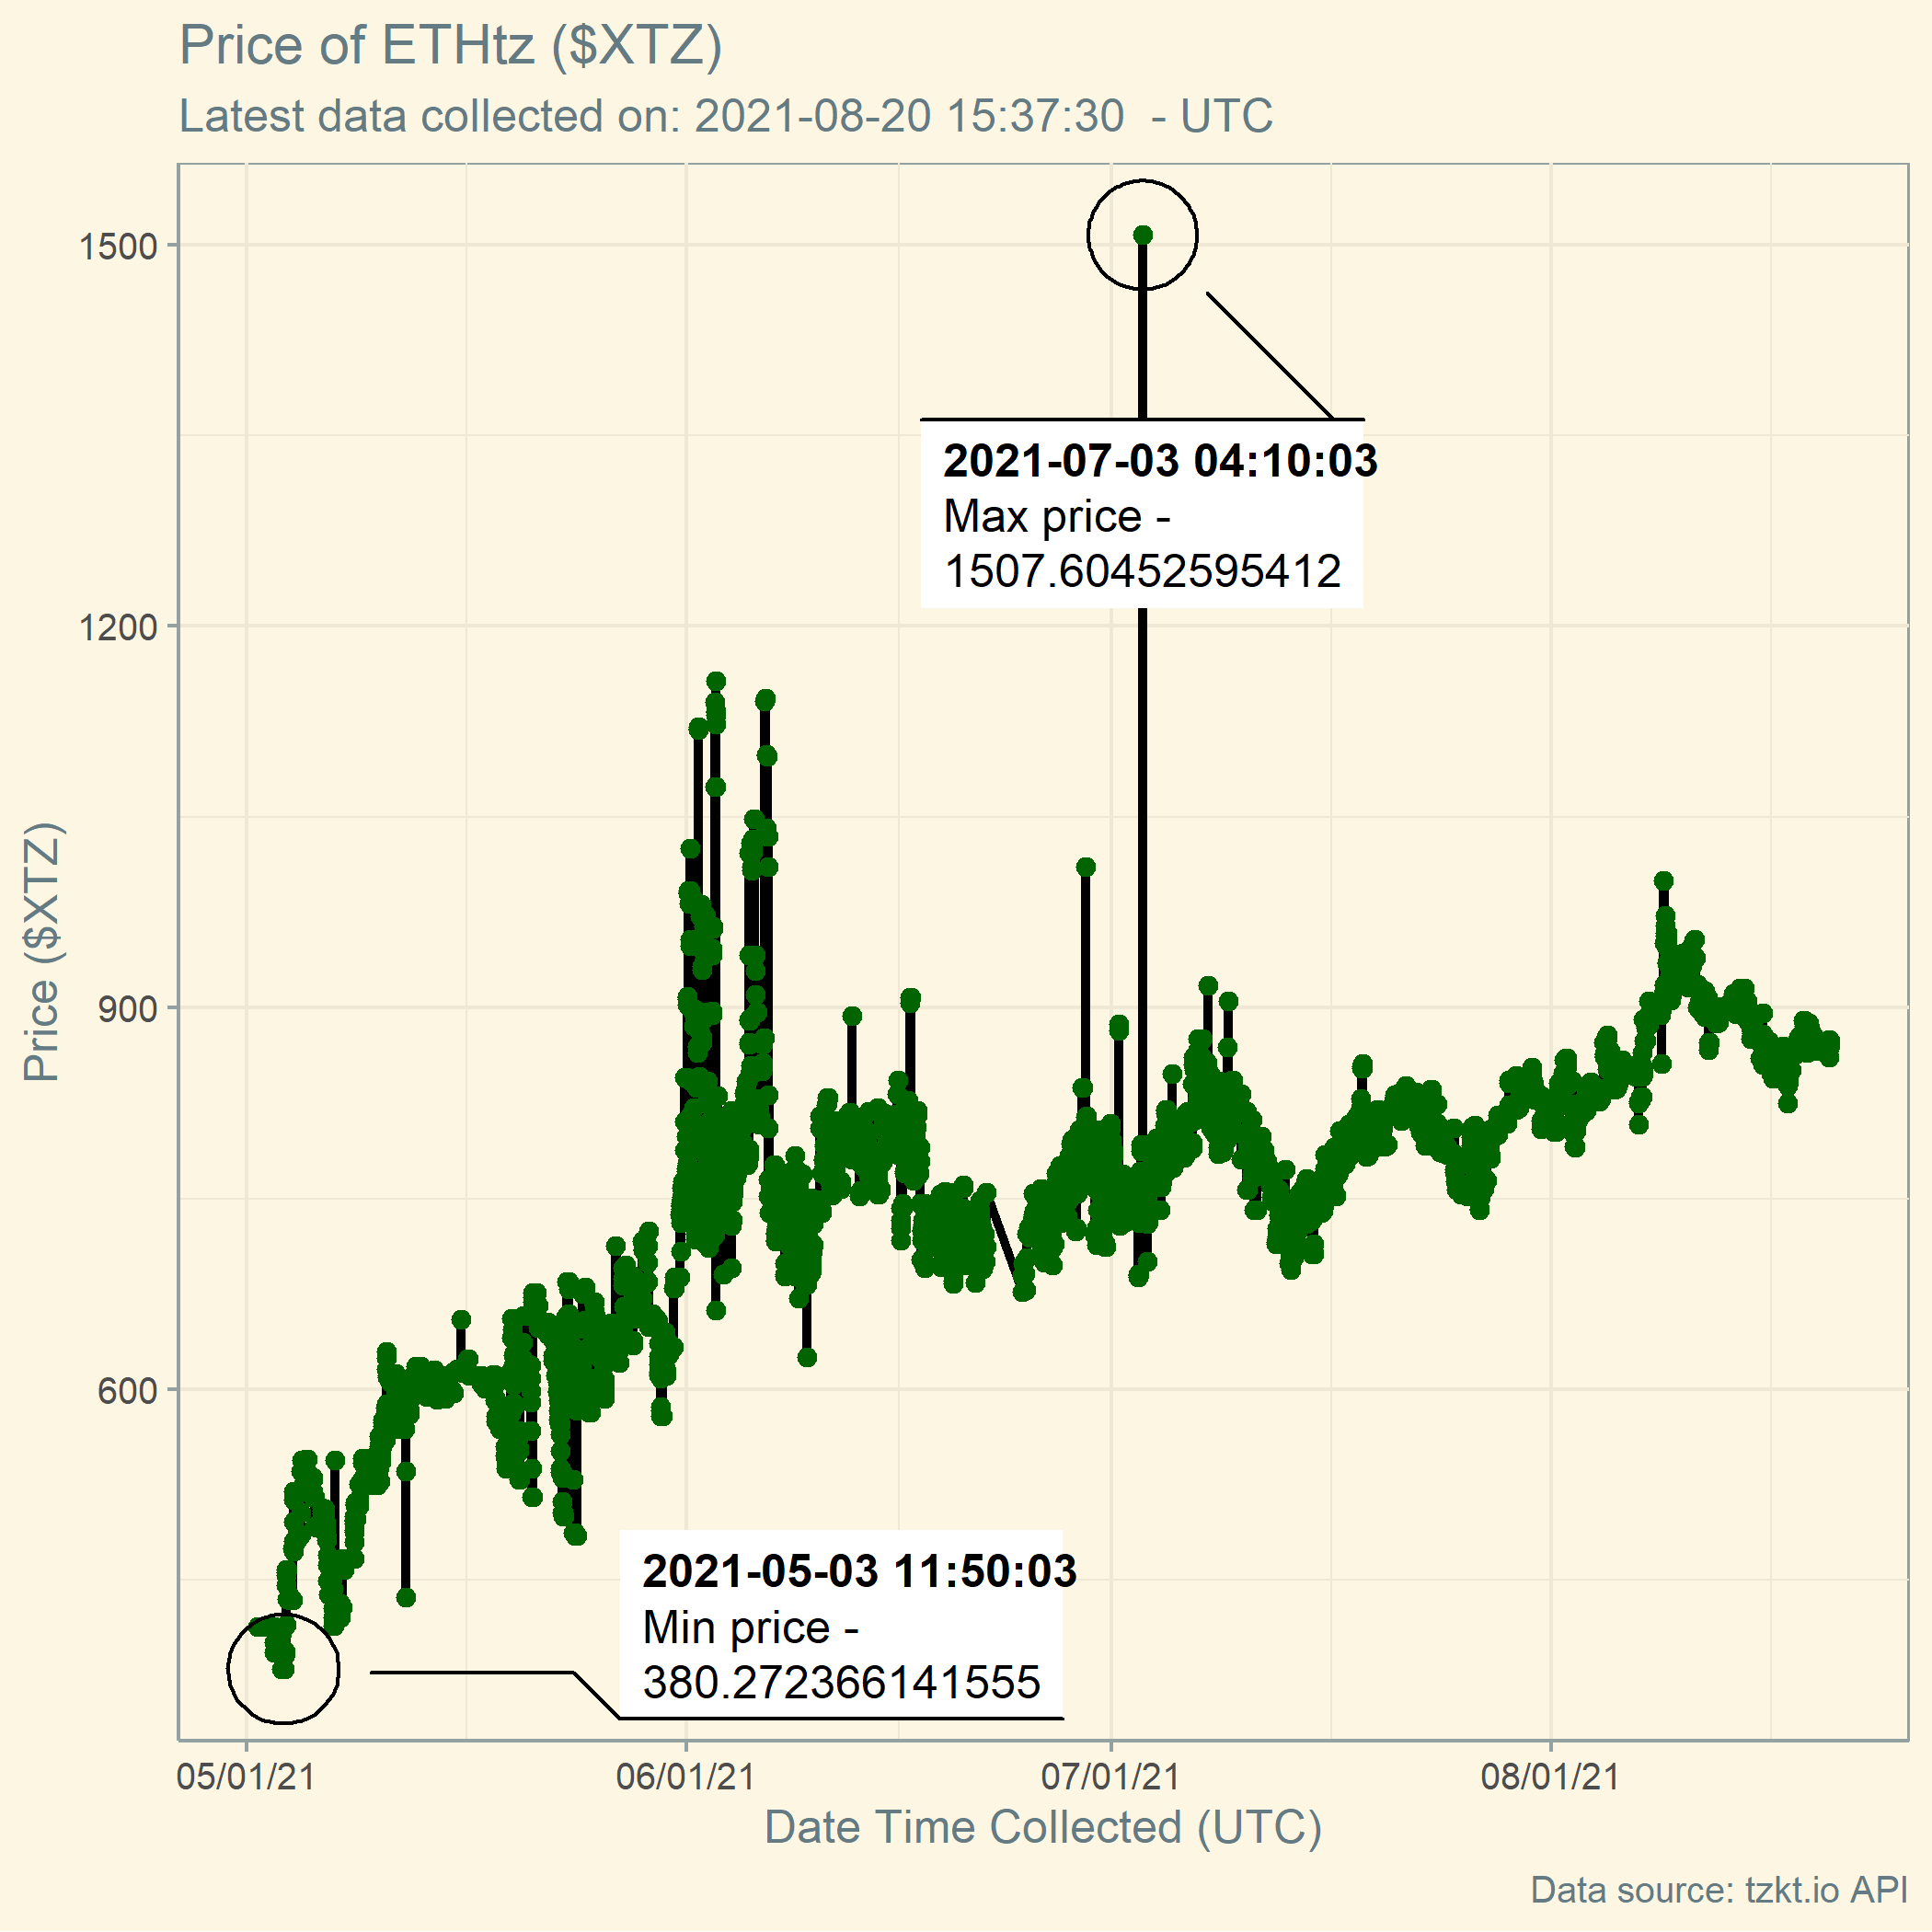 Price of ETHtz ($XTZ)
Latest data collected on: 2021-08-20 15:37:30  - UTC
1500
1200
900
600
Price ($XTZ)
2021-07-03 04:10:03
Max price -
1507.60452595412
2021-05-03 11:50:03
Min price -
380.272366141555
05/01/21
06/01/21
07/01/21
08/01/21
Date Time Collected (UTC)
Data source: tzkt.io API